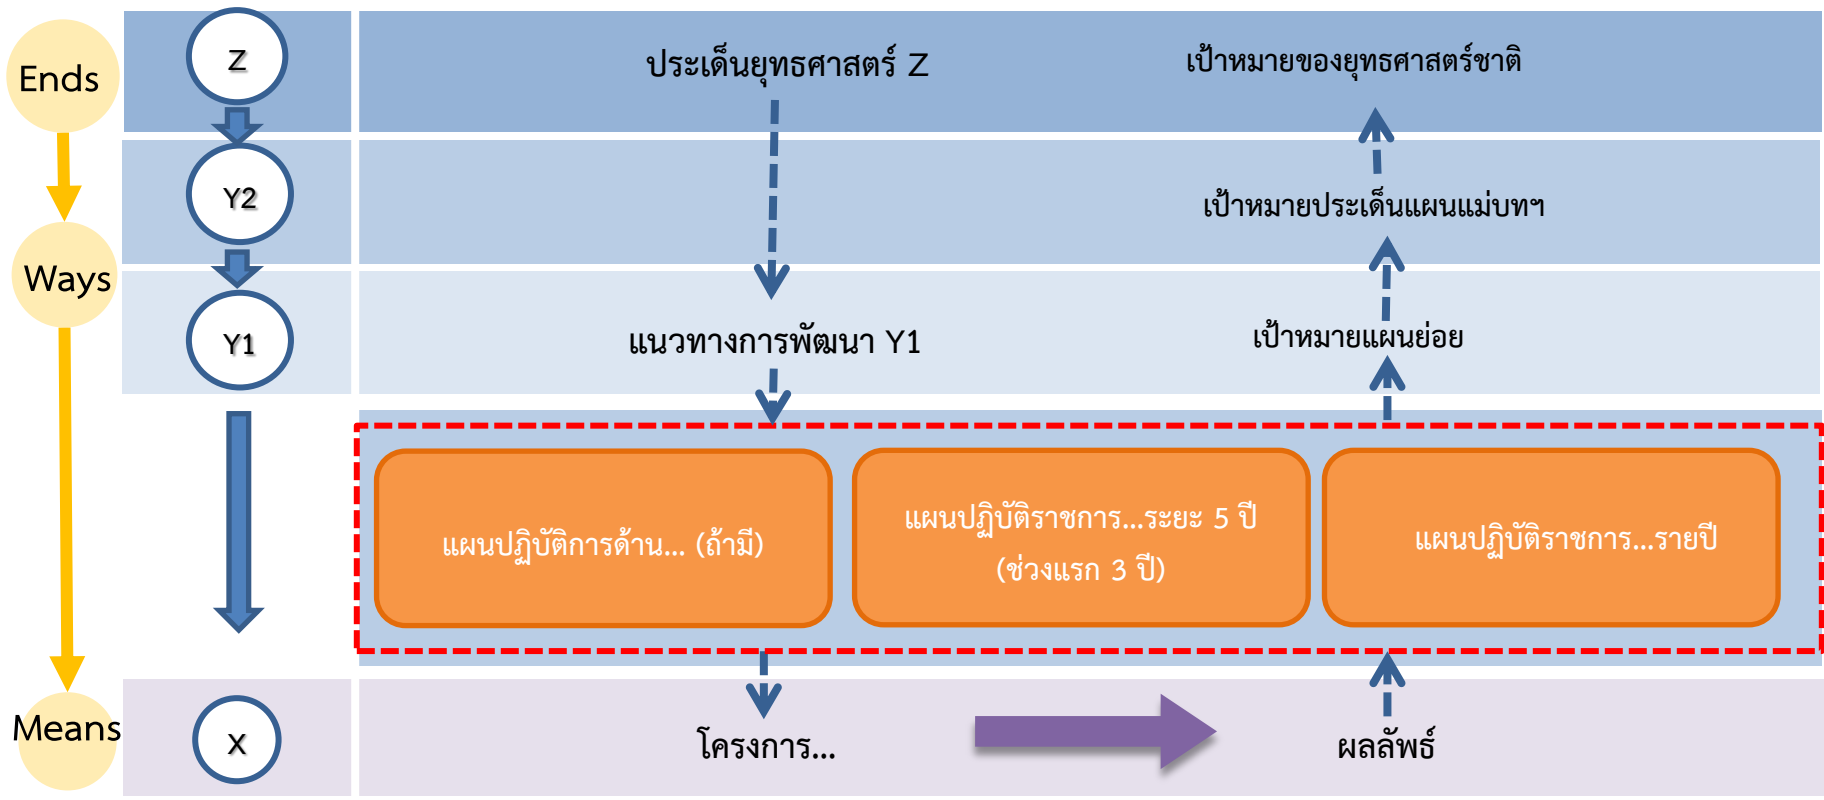 Ends
Z
ประเด็นยุทธศาสตร์ Z
เป้าหมายของยุทธศาสตร์ชาติ
Y2
เป้าหมายประเด็นแผนแม่บทฯ
Ways
Y1
แนวทางการพัฒนา Y1
เป้าหมายแผนย่อย
แผนปฏิบัติการด้าน... (ถ้ามี)
แผนปฏิบัติราชการ...ระยะ 5 ปี
(ช่วงแรก 3 ปี)
แผนปฏิบัติราชการ...รายปี
Means
X
โครงการ...
ผลลัพธ์